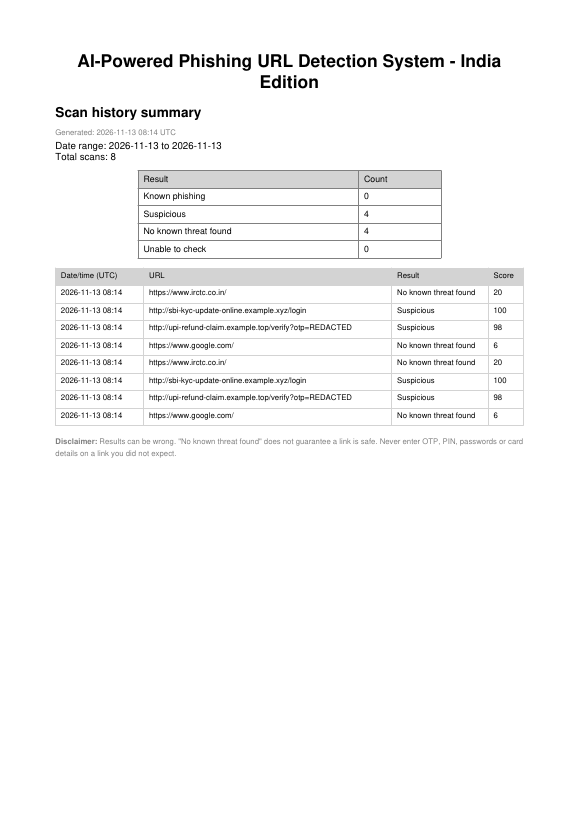 AI-Powered Phishing URL Detection System - India
Edition
Scan history summary
Generated: 2026-11-13 08:14 UTC
Date range: 2026-11-13 to 2026-11-13
Total scans: 8
Result Count
Known phishing 0
Suspicious 4
No known threat found 4
Unable to check 0
Date/time (UTC) URL Result Score
2026-11-13 08:14 https://www.irctc.co.in/ No known threat found 20
2026-11-13 08:14 http://sbi-kyc-update-online.example.xyz/login Suspicious 100
2026-11-13 08:14 http://upi-refund-claim.example.top/verify?otp=REDACTED Suspicious 98
2026-11-13 08:14 https://www.google.com/ No known threat found 6
2026-11-13 08:14 https://www.irctc.co.in/ No known threat found 20
2026-11-13 08:14 http://sbi-kyc-update-online.example.xyz/login Suspicious 100
2026-11-13 08:14 http://upi-refund-claim.example.top/verify?otp=REDACTED Suspicious 98
2026-11-13 08:14 https://www.google.com/ No known threat found 6
Disclaimer: Results can be wrong. "No known threat found" does not guarantee a link is safe. Never enter OTP, PIN, passwords or card
details on a link you did not expect.